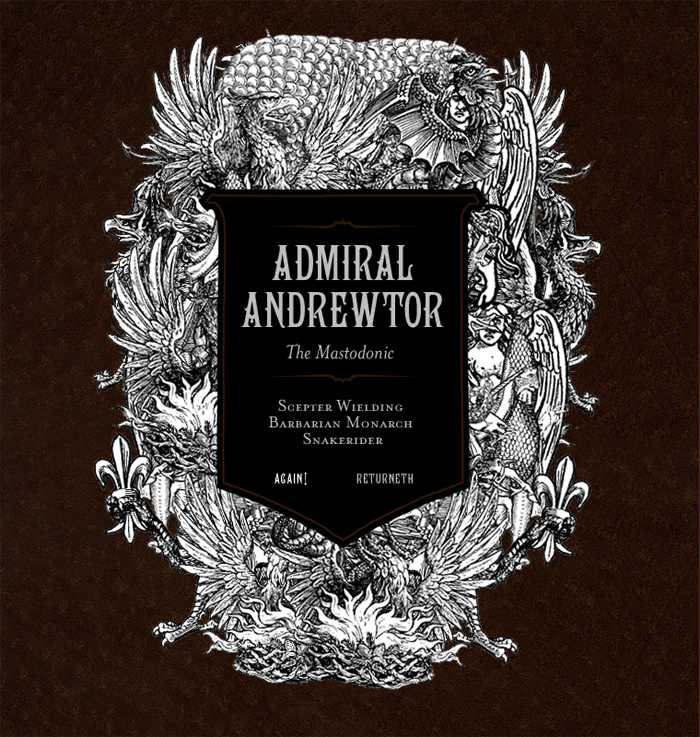 ADMIRAL
ANDREWTOR
The Mastodonic
Scepter Wielding
Barbarian Monarch
Snakerider
AGAIN! RETURNETH